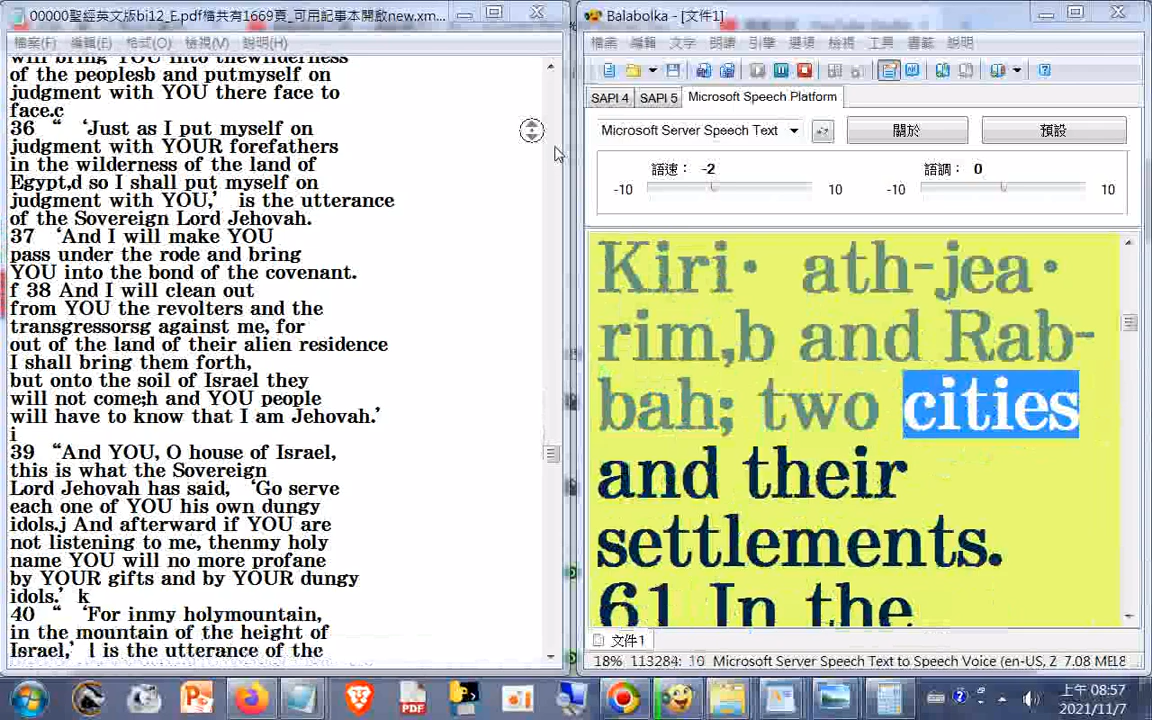 00000聖經英文版bi12_E.pdf檔共有1669頁_可用記事本開啟new.xm...
檔案(F) 編輯(E) 格式(O) 檢視(V) 說明(H)
will bring YOU into thewilderness
of the peoplesb and putmyself on
judgment with YOU there face to
face.c
36 “ ‘Just as I put myself on
judgment with YOUR forefathers
in the wilderness of the land of
Egypt,d so I shall put myself on
judgment with YOU,’ is the utterance
of the Sovereign Lord Jehovah.
37 ‘And I will make YOU
pass under the rode and bring
YOU into the bond of the covenant.
f 38 And I will clean out
from YOU the revolters and the
transgressorsg against me, for
out of the land of their alien residence
I shall bring them forth,
but onto the soil of Israel they
will not come;h and YOU people
will have to know that I am Jehovah.’
i
39 “And YOU, O house of Israel,
this is what the Sovereign
Lord Jehovah has said, ‘Go serve
each one of YOU his own dungy
idols.j And afterward if YOU are
not listening to me, thenmy holy
name YOU will no more profane
by YOUR gifts and by YOUR dungy
idols.’ k
40 “ ‘For inmy holymountain,
in the mountain of the height of
Israel,’ l is the utterance of the
Balabolka - [文件1]
檔案 編輯 文字 朗讀 引擎 選項 檢視 工具 書籤 說明
SAPI 4 SAPI 5 Microsoft Speech Platform
Microsoft Server Speech Text 關於 預設
語速： -2 語調： 0
-10 10 -10 10
Kiri· ath-jea·
rim,b and Rab-
bah; two cities
and their
settlements.
61 In the
文件1
18% 113284: 10 Microsoft Server Speech Text to Speech Voice (en-US, Z 7.08 MEL8
PDF
上午 08:57
2021/11/7